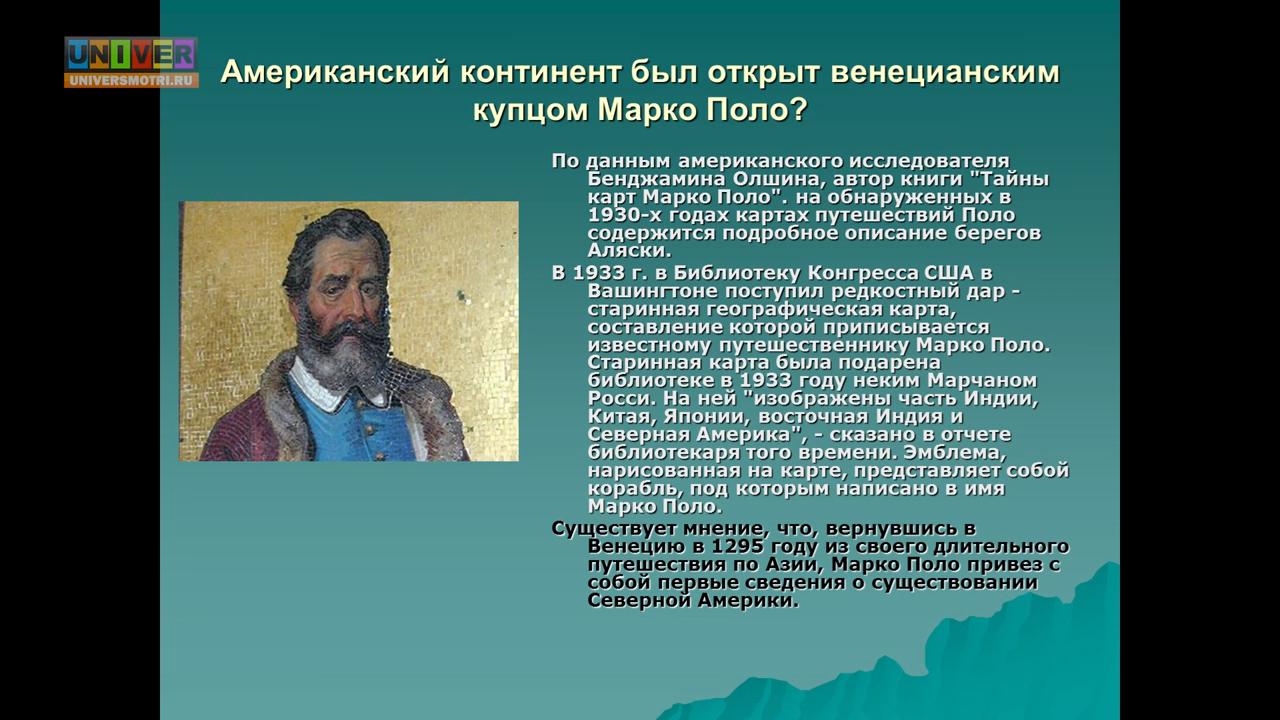 UNIVER
UNIVERSMOTRI.RU
Американский континент был открыт венецианским
купцом Марко Поло?
По данным американского исследователя
Бенджамина Олшина, автор книги "Тайны
карт Марко Поло". на обнаруженных в
1930-х годах картах путешествий Поло
содержится подробное описание берегов
Аляски.
В 1933 г. в Библиотеку Конгресса США в
Вашингтоне поступил редкостный дар -
старинная географическая карта,
составление которой приписывается
известному путешественнику Марко Поло.
Старинная карта была подарена
библиотеке в 1933 году неким Марчаном
Росси. На ней "изображены часть Индии,
Китая, Японии, восточная Индия и
Северная Америка", - сказано в отчете
библиотекаря того времени. Эмблема,
нарисованная на карте, представляет собой
корабль, под которым написано в имя
Марко Поло.
Существует мнение, что, вернувшись в
Венецию в 1295 году из своего длительного
путешествия по Азии, Марко Поло привез с
собой первые сведения о существовании
Северной Америки.